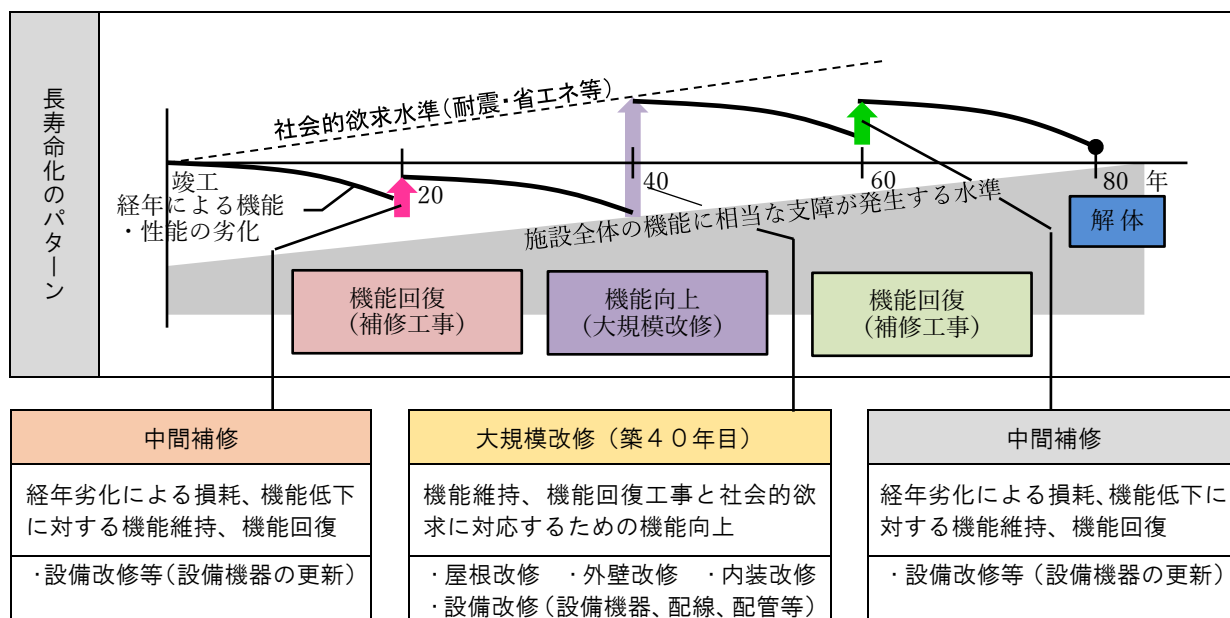 長寿命化のパターン
社会的欲求水準(耐震・省エネ等)
竣工
経年による機能
・性能の劣化
20
40
60
80 年
施設全体の機能に相当な支障が発生する水準
解 体
機能回復
(補修工事)
機能向上
(大規模改修)
機能回復
(補修工事)
中間補修
経年劣化による損耗、機能低下
に対する機能維持、機能回復
・設備改修等(設備機器の更新)
大規模改修(築40年目)
機能維持、機能回復工事と社会的欲
求に対応するための機能向上
・屋根改修 ・外壁改修 ・内装改修
・設備改修(設備機器、配線、配管等)
中間補修
経年劣化による損耗、機能低下に
対する機能維持、機能回復
・設備改修等(設備機器の更新)